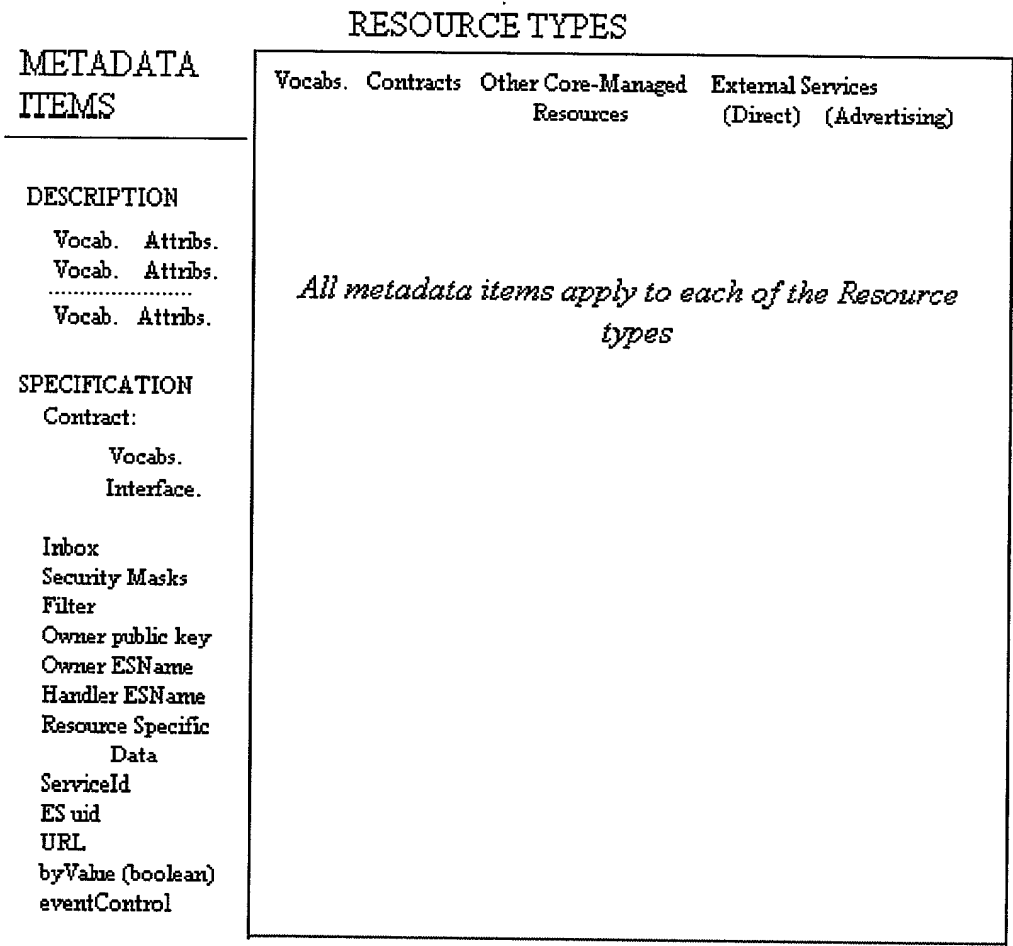 RESOURCE TYPES
METADATA
ITEMS
Vocabs. Contracts Other Core-Managed Resources External Services
(Direct) (Advertising)
DESCRIPTION
Vocab. Attribs.
Vocab. Attribs.
......................
Vocab. Attribs.
All metadata items apply to each of the Resource
types
SPECIFICATION
Contract:
Vocabs.
Interface.
Inbox
Security Masks
Filter
Owner public key
Owner ESName
Handler ESName
Resource Specific
Data
ServiceId
ES uid
URL
byValue (boolean)
eventControl